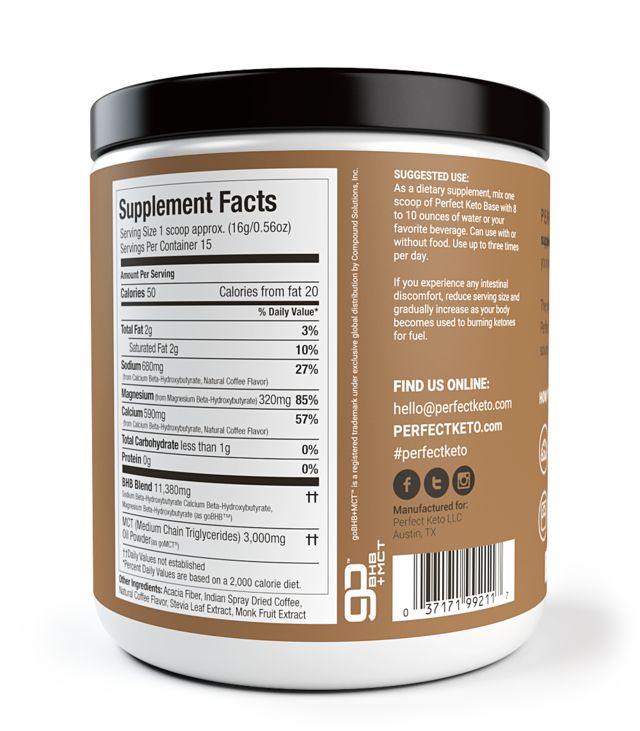 Supplement Facts
Serving Size 1 scoop approx. (16g/0.56oz)
Servings Per Container 15
Amount Per Serving
Calories 50 Calories from fat 20
% Daily Value*
Total Fat 2g 3%
Saturated Fat 2g 10%
Sodium 680mg 27%
(from Calcium Beta-Hydroxybutyrate, Natural Coffee Flavor)
Magnesium (from Magnesium Beta-Hydroxybutyrate) 320mg 85%
Calcium 590mg 57%
(from Calcium Beta-Hydroxybutyrate, Natural Coffee Flavor)
Total Carbohydrate less than 1g 0%
Protein 0g 0%
BHB Blend 11,380mg ††
Sodium Beta-Hydroxybutyrate Calcium Beta-Hydroxybutyrate,
Magnesium Beta-Hydroxybutyrate (as goBHB™)
MCT (Medium Chain Triglycerides) 3,000mg ††
Oil Powder (as goMCT™)
††Daily Values not established
*Percent Daily Values are based on a 2,000 calorie diet.
Other Ingredients: Acacia Fiber, Indian Spray Dried Coffee,
Natural Coffee Flavor, Stevia Leaf Extract, Monk Fruit Extract
goBHB+MCT™ is a registered trademark under exclusive global distribution by Compound Solutions, Inc.
go™
BHB
+MCT
SUGGESTED USE:
As a dietary supplement, mix one
scoop of Perfect Keto Base with 8
to 10 ounces of water or your
favorite beverage. Can use with or
without food. Use up to three times
per day.
If you experience any intestinal
discomfort, reduce serving size and
gradually increase as your body
becomes used to burning ketones
for fuel.
FIND US ONLINE:
hello@perfectketo.com
PERFECTKETO.com
#perfectketo
Manufactured for:
Perfect Keto LLC
Austin, TX
0 37171 99211 7